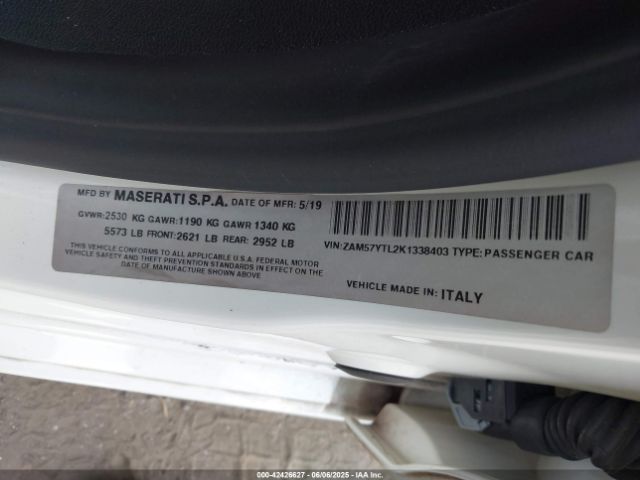 MFD BY MASERATI S.P.A. DATE OF MFR: 5/19
GVWR:2530 KG GAWR:1190 KG GAWR 1340 KG
5573 LB FRONT:2621 LB REAR: 2952 LB
THIS VEHICLE CONFORMS TO ALL APPLICABLE U.S.A. FEDERAL MOTOR
VEHICLE SAFETY AND THEFT PREVENTION STANDARDS IN EFFECT ON THE
DATE OF MANUFACTURE SHOWN ABOVE
VIN:ZAM57YTL2K1338403 TYPE:PASSENGER CAR
VEHICLE MADE IN: ITALY
000-42426627 - 06/06/2025 - IAA Inc.